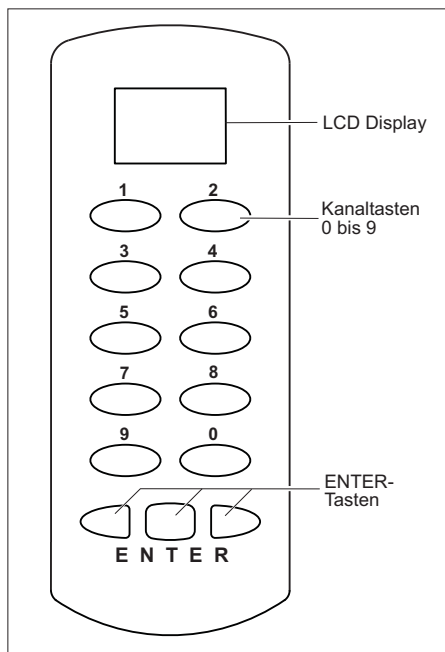 LCD Display
1 2
Kanaltasten
0 bis 9
3 4
5 6
7 8
9 0
ENTER-
Tasten
E N T E R